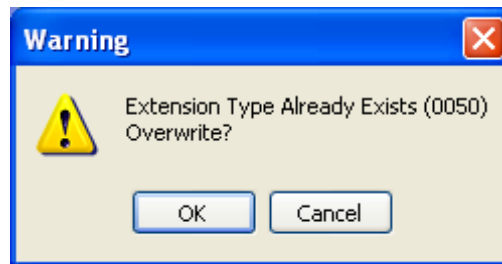 Warning
Extension Type Already Exists (0050)
Overwrite?
OK
Cancel